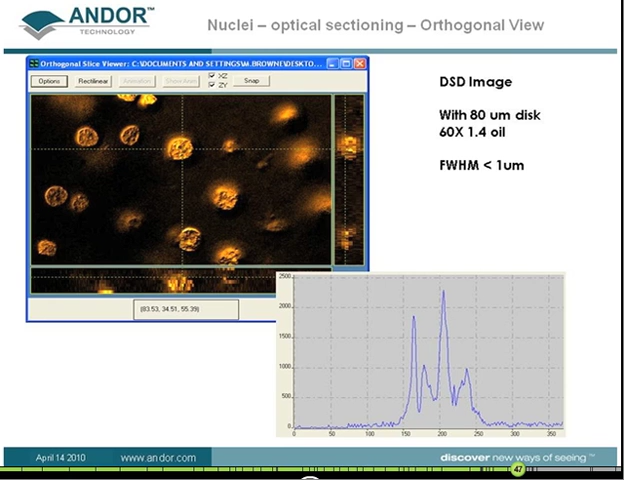 ANDOR™
TECHNOLOGY
Nuclei – optical sectioning – Orthogonal View
Orthogonal Slice Viewer: C:\DOCUMENTS AND SETTINGS\M.BROWNE\DESKTO...
Options Rectilinear Animation Show Axes XZ Snap
ZY
(83.53, 34.51, 55.39)
DSD Image
With 80 um disk
60X 1.4 oil
FWHM < 1um
2500
2000
1500
1000
500
0
0 50 100 150 200 250 300 350
April 14 2010 www.andor.com discover new ways of seeing™
47